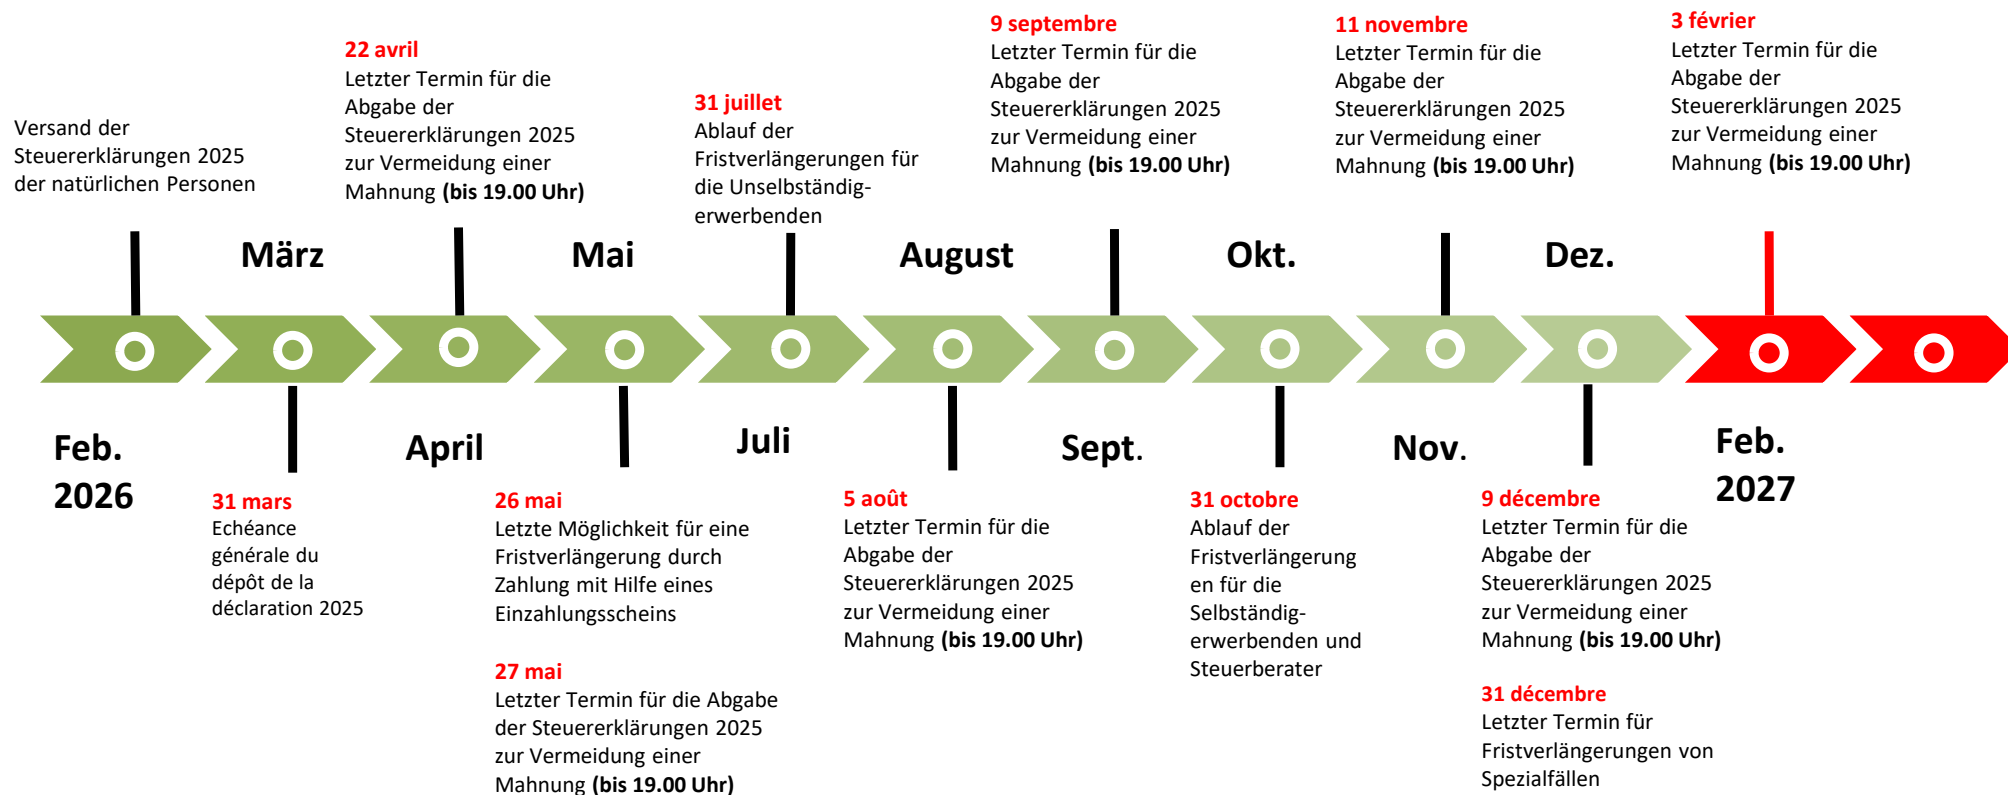 Versand der
Steuererklärungen 2025
der natürlichen Personen
22 avril
Letzter Termin für die
Abgabe der
Steuererklärungen 2025
zur Vermeidung einer
Mahnung (bis 19.00 Uhr)
31 juillet
Ablauf der
Fristverlängerungen für
die Unselbständig-
erwerbenden
9 septembre
Letzter Termin für die
Abgabe der
Steuererklärungen 2025
zur Vermeidung einer
Mahnung (bis 19.00 Uhr)
11 novembre
Letzter Termin für die
Abgabe der
Steuererklärungen 2025
zur Vermeidung einer
Mahnung (bis 19.00 Uhr)
3 février
Letzter Termin für die
Abgabe der
Steuererklärungen 2025
zur Vermeidung einer
Mahnung (bis 19.00 Uhr)
März
Mai
August
Okt.
Dez.
Feb.
2026
April
Juli
Sept.
Nov.
Feb.
2027
31 mars
Echéance
générale du
dépôt de la
déclaration 2025
26 mai
Letzte Möglichkeit für eine
Fristverlängerung durch
Zahlung mit Hilfe eines
Einzahlungsscheins
27 mai
Letzter Termin für die Abgabe
der Steuererklärungen 2025
zur Vermeidung einer
Mahnung (bis 19.00 Uhr)
5 août
Letzter Termin für die
Abgabe der
Steuererklärungen 2025
zur Vermeidung einer
Mahnung (bis 19.00 Uhr)
31 octobre
Ablauf der
Fristverlängerung
en für die
Selbständig-
erwerbenden und
Steuerberater
9 décembre
Letzter Termin für die
Abgabe der
Steuererklärungen 2025
zur Vermeidung einer
Mahnung (bis 19.00 Uhr)
31 décembre
Letzter Termin für
Fristverlängerungen von
Spezialfällen